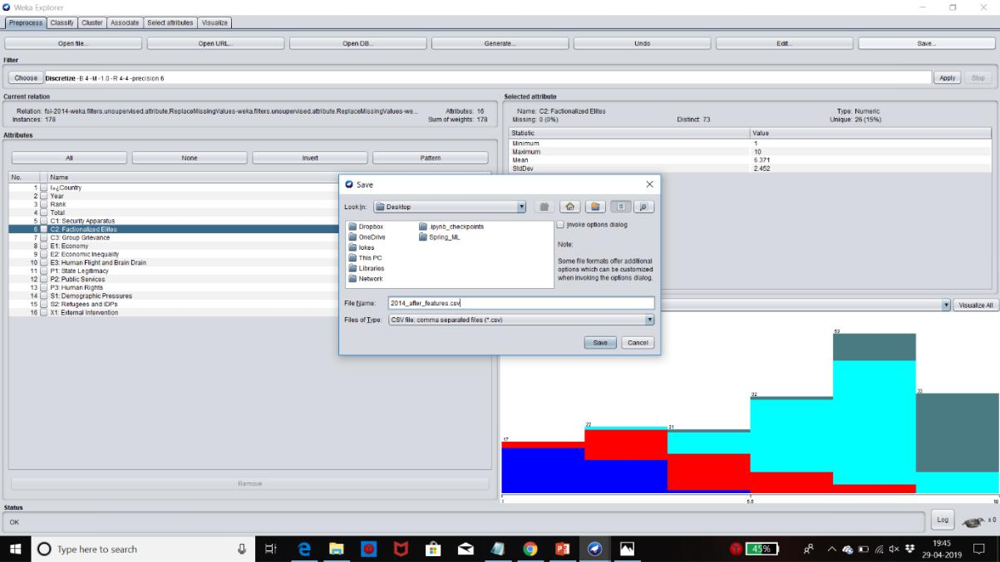 Weka Explorer
Preprocess Classify Cluster Associate Select attributes Visualize
Open file... Open URL... Open DB... Generate... Undo Edit... Save...
Filter
Choose Discretize -B 4 -M -1.0 -R 4-4 -precision 6 Apply Stop
Current relation
Relation: fsi-2014-weka.filters.unsupervised.attribute.ReplaceMissingValues-weka.filters.unsupervised.attribute.ReplaceMissingValues-we... Attributes: 16
Instances: 178 Sum of weights: 178
Selected attribute
Name: C2: Factionalized Elites Type: Numeric
Missing: 0 (0%) Distinct: 73 Unique: 26 (15%)
Statistic Value
Minimum 1
Maximum 10
Mean 6.371
StdDev 2.452
Attributes
All None Invert Pattern
No. Name
1 ï»¿Country
2 Year
3 Rank
4 Total
5 C1: Security Apparatus
6 C2: Factionalized Elites
7 C3: Group Grievance
8 E1: Economy
9 E2: Economic Inequality
10 E3: Human Flight and Brain Drain
11 P1: State Legitimacy
12 P2: Public Services
13 P3: Human Rights
14 S1: Demographic Pressures
15 S2: Refugees and IDPs
16 X1: External Intervention
Remove
Save
Look In: Desktop
Dropbox .ipynb_checkpoints
OneDrive Spring_ML
lokes
This PC
Libraries
Network
Invoke options dialog
Note:
Some file formats offer additional
options which can be customized
when invoking the options dialog.
File Name: 2014_after_features.csv
Files of Type: CSV file: comma separated files (*.csv)
Save Cancel
Visualize All
17 22 21 32 53 33
1 5.5 10
Status
OK
Log x 0
Type here to search
45%
19:45
29-04-2019